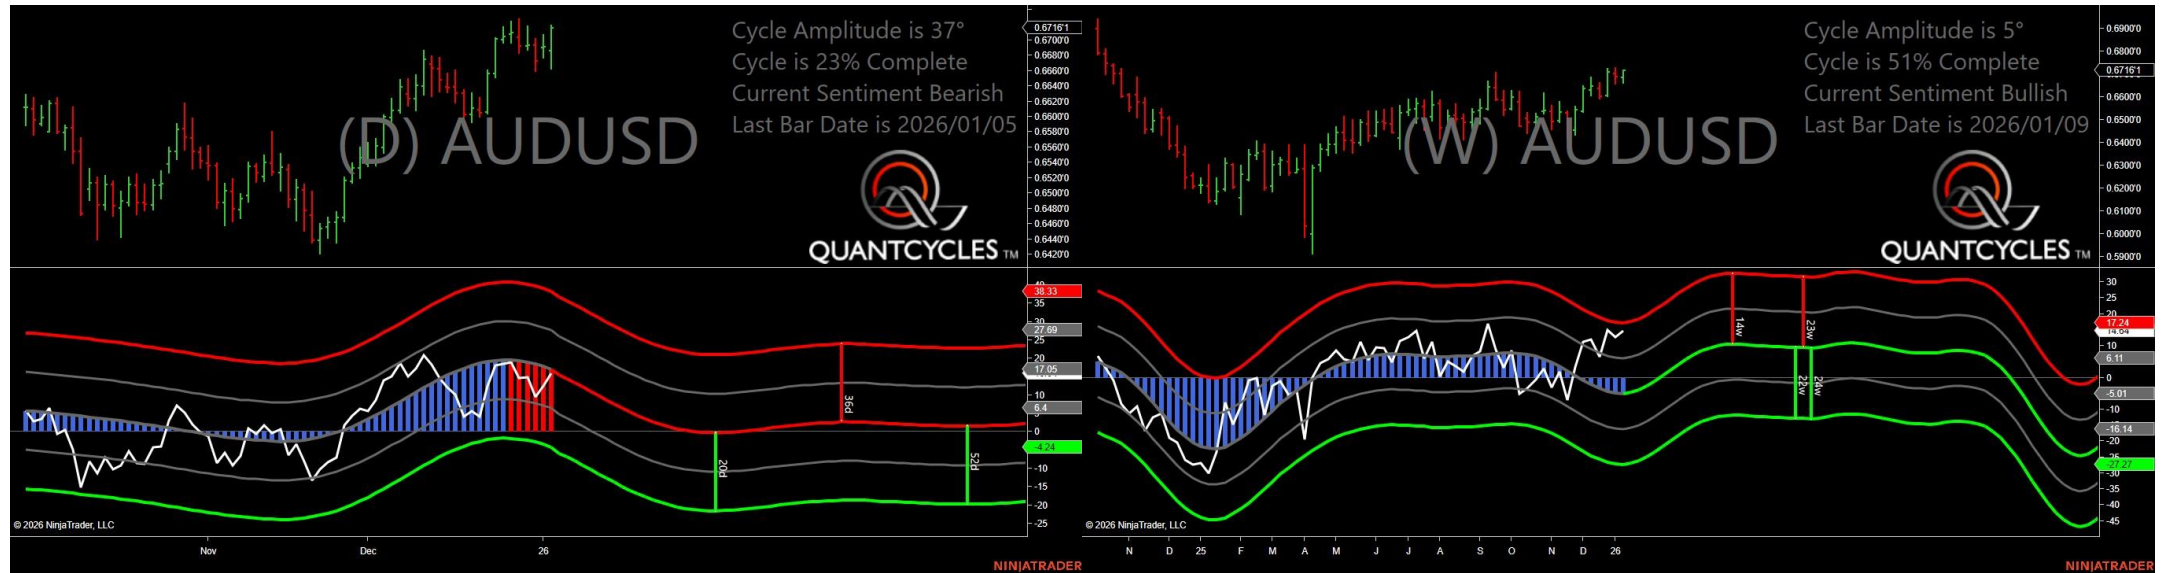 Cycle Amplitude is 37°
Cycle is 23% Complete
Current Sentiment Bearish
Last Bar Date is 2026/01/05
(D) AUDUSD
QUANTCYCLES TM
0.6716'1
0.6700'0
0.6680'0
0.6660'0
0.6640'0
0.6620'0
0.6600'0
0.6580'0
0.6560'0
0.6540'0
0.6520'0
0.6500'0
0.6480'0
0.6460'0
0.6440'0
0.6420'0
38.33
35
30
27.69
25
20
17.05
10
6.4
0
-4.24
-10
-15
-20
-25
36d
20d
52d
© 2026 NinjaTrader, LLC
Nov
Dec
26
NINJATRADER
Cycle Amplitude is 5°
Cycle is 51% Complete
Current Sentiment Bullish
Last Bar Date is 2026/01/09
(W) AUDUSD
QUANTCYCLES TM
0.6900'0
0.6800'0
0.6716'1
0.6600'0
0.6500'0
0.6400'0
0.6300'0
0.6200'0
0.6100'0
0.6000'0
0.5900'0
30
25
20
17.24
14.64
10
6.11
0
-5.01
-10
-16.14
-20
-27.27
-30
-35
-40
-45
14w
23w
22w
24w
© 2026 NinjaTrader, LLC
N
D
25
F
M
A
M
J
J
A
S
O
N
D
26
NINJATRADER